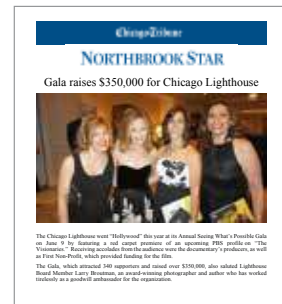 Chicago Tribune
NORTHBROOK STAR
Gala raises $350,000 for Chicago Lighthouse
The Chicago Lighthouse went "Hollywood" this year at its Annual Seeing What's Possible Gala
on June 9 by featuring a red carpet premiere of an upcoming PBS profile on "The
Visionaries." Receiving accolades from the audience were the documentary's producers, as well
as First Non-Profit, which provided funding for the film.
The Gala, which attracted 340 supporters and raised over $350,000, also saluted Lighthouse
Board Member Larry Broutman, an award-winning photographer and author who has worked
tirelessly as a goodwill ambassador for the organization.